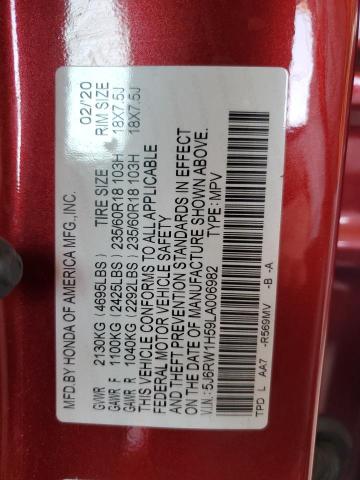 MFD.BY HONDA OF AMERICA MFG.,INC. 02/20
GVWR 2130KG (4695LBS) TIRE SIZE RIM SIZE
GAWR F 1100KG (2425LBS) 235/60R18 103H 18X7.5J
GAWR R 1040KG (2292LBS) 235/60R18 103H 18X7.5J
THIS VEHICLE CONFORMS TO ALL APPLICABLE
FEDERAL MOTOR VEHICLE SAFETY
AND THEFT PREVENTION STANDARDS IN EFFECT
ON THE DATE OF MANUFACTURE SHOWN ABOVE.
V.I.N.: 5J6RW1H59LA006982 TYPE: MPV
TPD L AA7 -R569MV -B -A